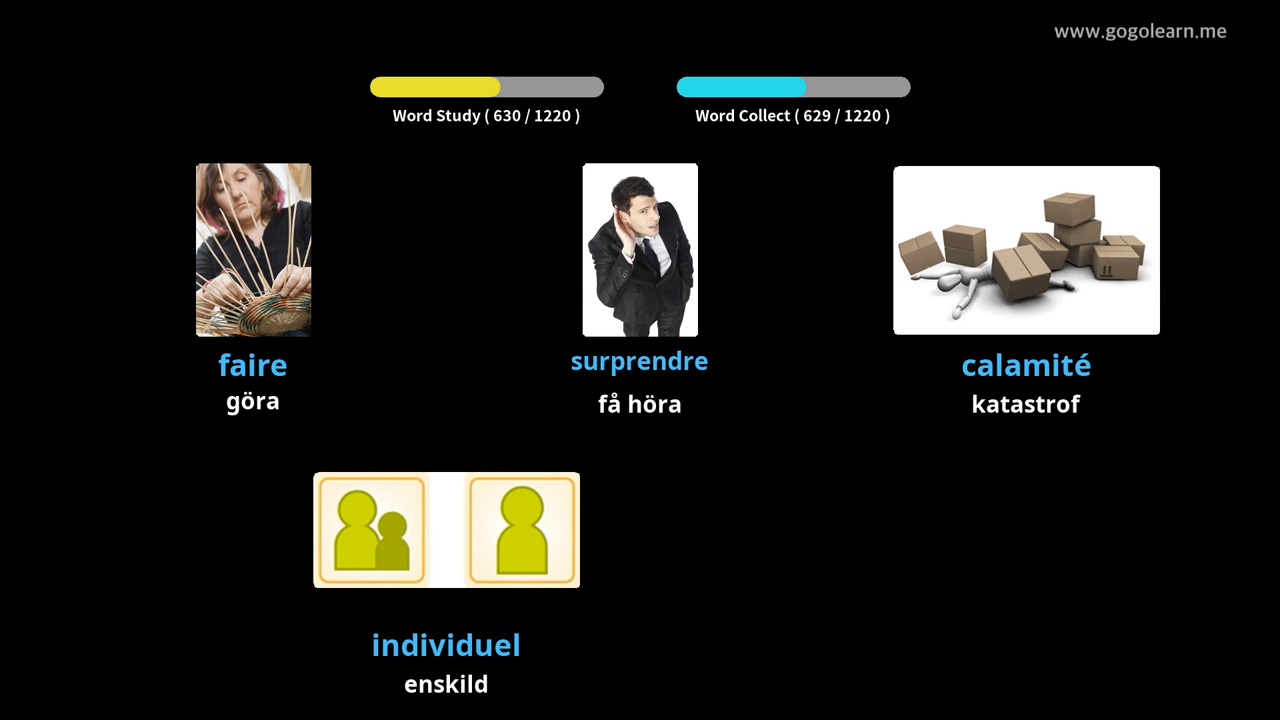 www.gogolearn.me
Word Study ( 630 / 1220 )
Word Collect ( 629 / 1220 )
faire
göra
surprendre
få höra
calamité
katastrof
individuel
enskild